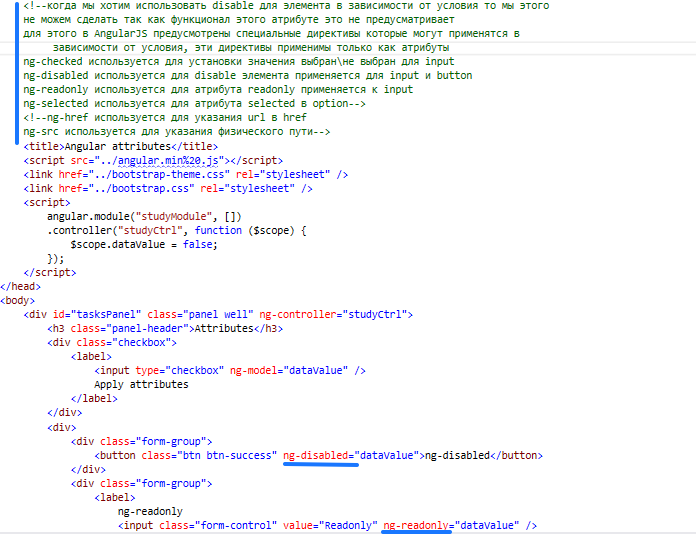 <!--когда мы хотим использовать disable для элемента в зависимости от условия то мы этого
не можем сделать так как функционал этого атрибуте это не предусматривает
для этого в AngularJS предусмотрены специальные директивы которые могут применятся в
зависимости от условия, эти директивы применимы только как атрибуты
ng-checked используется для установки значения выбран\не выбран для input
ng-disabled используется для disable элемента применяется для input и button
ng-readonly используется для атрибута readonly применяется к input
ng-selected используется для атрибута selected в option-->
<!--ng-href используется для указания url в href
ng-src используется для указания физического пути-->
<title>Angular attributes</title>
<script src="../angular.min%20.js"></script>
<link href="../bootstrap-theme.css" rel="stylesheet" />
<link href="../bootstrap.css" rel="stylesheet" />
<script>
angular.module("studyModule", [])
.controller("studyCtrl", function ($scope) {
$scope.dataValue = false;
});
</script>
</head>
<body>
<div id="tasksPanel" class="panel well" ng-controller="studyCtrl">
<h3 class="panel-header">Attributes</h3>
<div class="checkbox">
<label>
<input type="checkbox" ng-model="dataValue" />
Apply attributes
</label>
</div>
<div>
<div class="form-group">
<button class="btn btn-success" ng-disabled="dataValue">ng-disabled</button>
</div>
<div class="form-group">
<label>
ng-readonly
<input class="form-control" value="Readonly" ng-readonly="dataValue" />